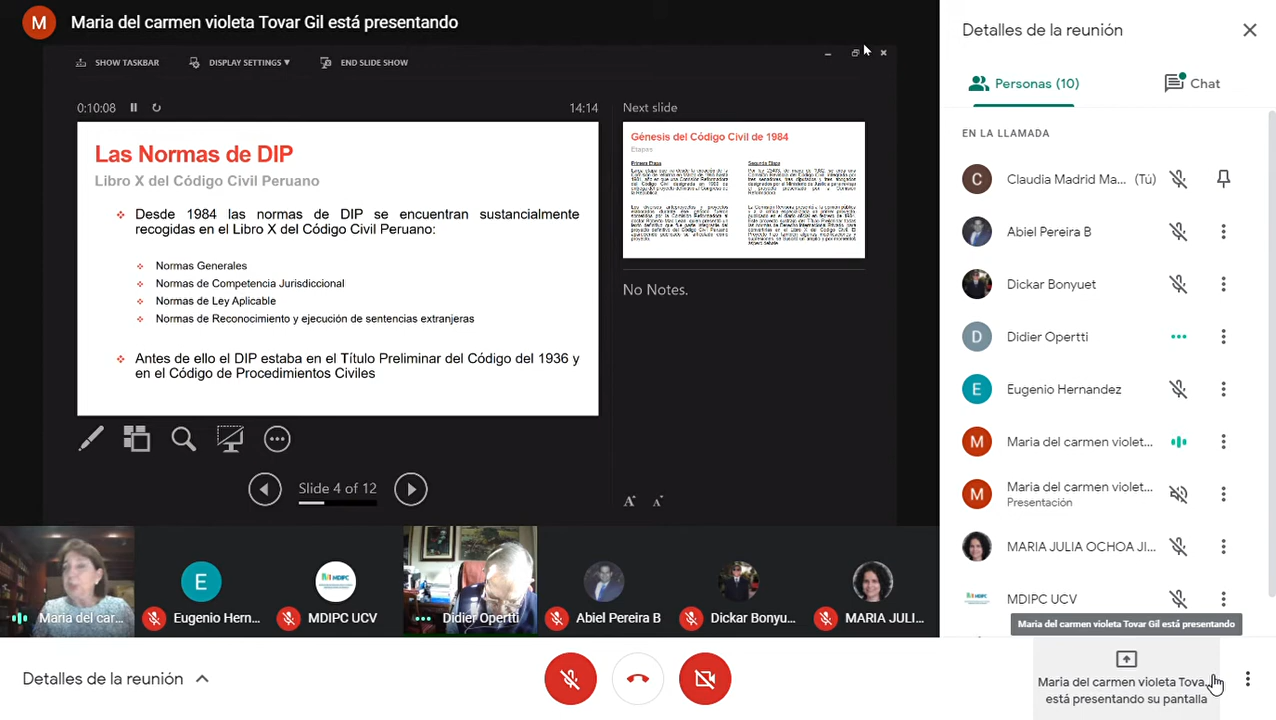 M
Maria del carmen violeta Tovar Gil está presentando
SHOW TASKBAR
DISPLAY SETTINGS ▼
END SLIDE SHOW
0:10:08
14:14
Las Normas de DIP
Libro X del Código Civil Peruano
Desde 1984 las normas de DIP se encuentran sustancialmente
recogidas en el Libro X del Código Civil Peruano:
Normas Generales
Normas de Competencia Jurisdiccional
Normas de Ley Aplicable
Normas de Reconocimiento y ejecución de sentencias extranjeras
Antes de ello el DIP estaba en el Título Preliminar del Código del 1936 y
en el Código de Procedimientos Civiles
Next slide
Génesis del Código Civil de 1984
Etapas
Primera Etapa
Segunda Etapa
No Notes.
Slide 4 of 12
A A
Maria del car...
E
Eugenio Hern...
MDIPC
MDIPC UCV
Didier Opertti
Abiel Pereira B
Dickar Bonyu...
MARIA JULI...
Detalles de la reunión
Detalles de la reunión
Personas (10)
Chat
EN LA LLAMADA
C
Claudia Madrid Ma... (Tú)
Abiel Pereira B
Dickar Bonyuet
D
Didier Opertti
E
Eugenio Hernandez
M
Maria del carmen violet...
M
Maria del carmen violet...
Presentación
MARIA JULIA OCHOA JI...
MDIPC UCV
Maria del carmen violeta Tovar Gil está presentando
Maria del carmen violeta Tova...
está presentando su pantalla